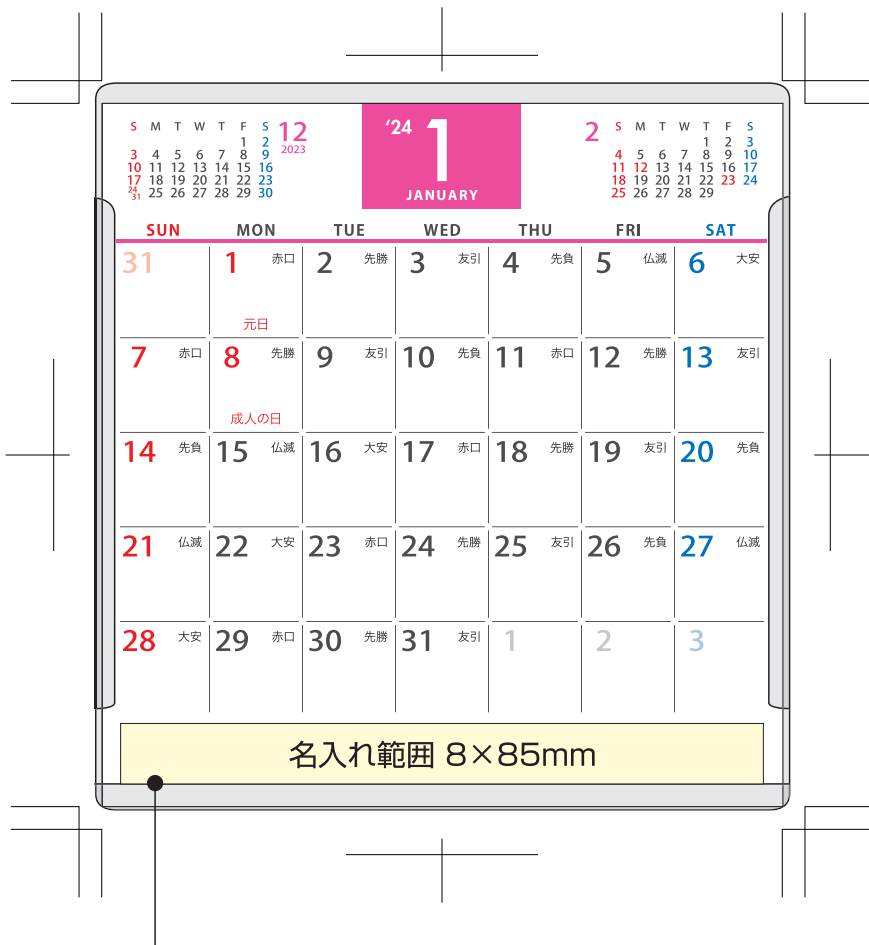 S M T W T F S
1 2
3 4 5 6 7 8 9
10 11 12 13 14 15 16
17 18 19 20 21 22 23
24 31 25 26 27 28 29 30
12
2023
'24 1
JANUARY
2
S M T W T F S
1 2 3
4 5 6 7 8 9 10
11 12 13 14 15 16 17
18 19 20 21 22 23 24
25 26 27 28 29
SUN MON TUE WED THU FRI SAT
31 1 赤口 2 先勝 3 友引 4 先負 5 仏滅 6 大安
元日
7 赤口 8 先勝 9 友引 10 先負 11 赤口 12 先勝 13 友引
成人の日
14 先負 15 仏滅 16 大安 17 赤口 18 先勝 19 友引 20 先負
21 仏滅 22 大安 23 赤口 24 先勝 25 友引 26 先負 27 仏滅
28 大安 29 赤口 30 先勝 31 友引 1 2 3
名入れ範囲 8×85mm